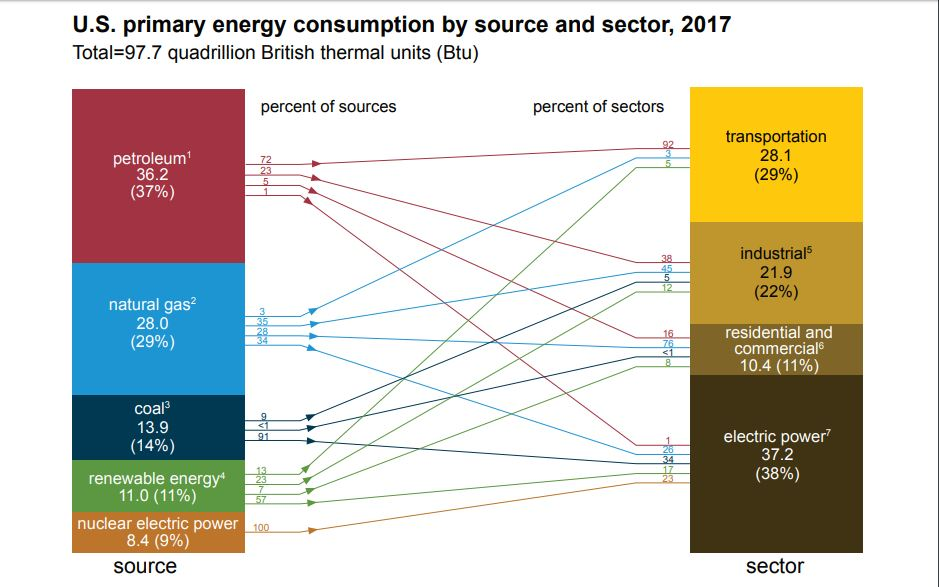 U.S. primary energy consumption by source and sector, 2017
Total=97.7 quadrillion British thermal units (Btu)
percent of sources
percent of sectors
petroleum¹
36.2
(37%)
72
23
5
1
natural gas²
28.0
(29%)
3
35
28
34
coal³
13.9
(14%)
9
<1
91
renewable energy⁴
11.0 (11%)
13
23
7
57
nuclear electric power
8.4 (9%)
100
source
92
3
5
transportation
28.1
(29%)
38
45
5
12
industrial⁵
21.9
(22%)
16
76
<1
8
residential and
commercial⁶
10.4 (11%)
1
26
34
17
23
electric power⁷
37.2
(38%)
sector